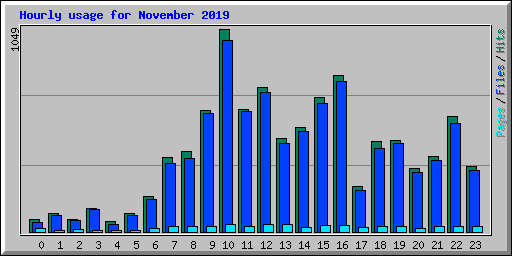 Hourly usage for November 2019
1049
Pages/Files/Hits
0 1 2 3 4 5 6 7 8 9 10 11 12 13 14 15 16 17 18 19 20 21 22 23